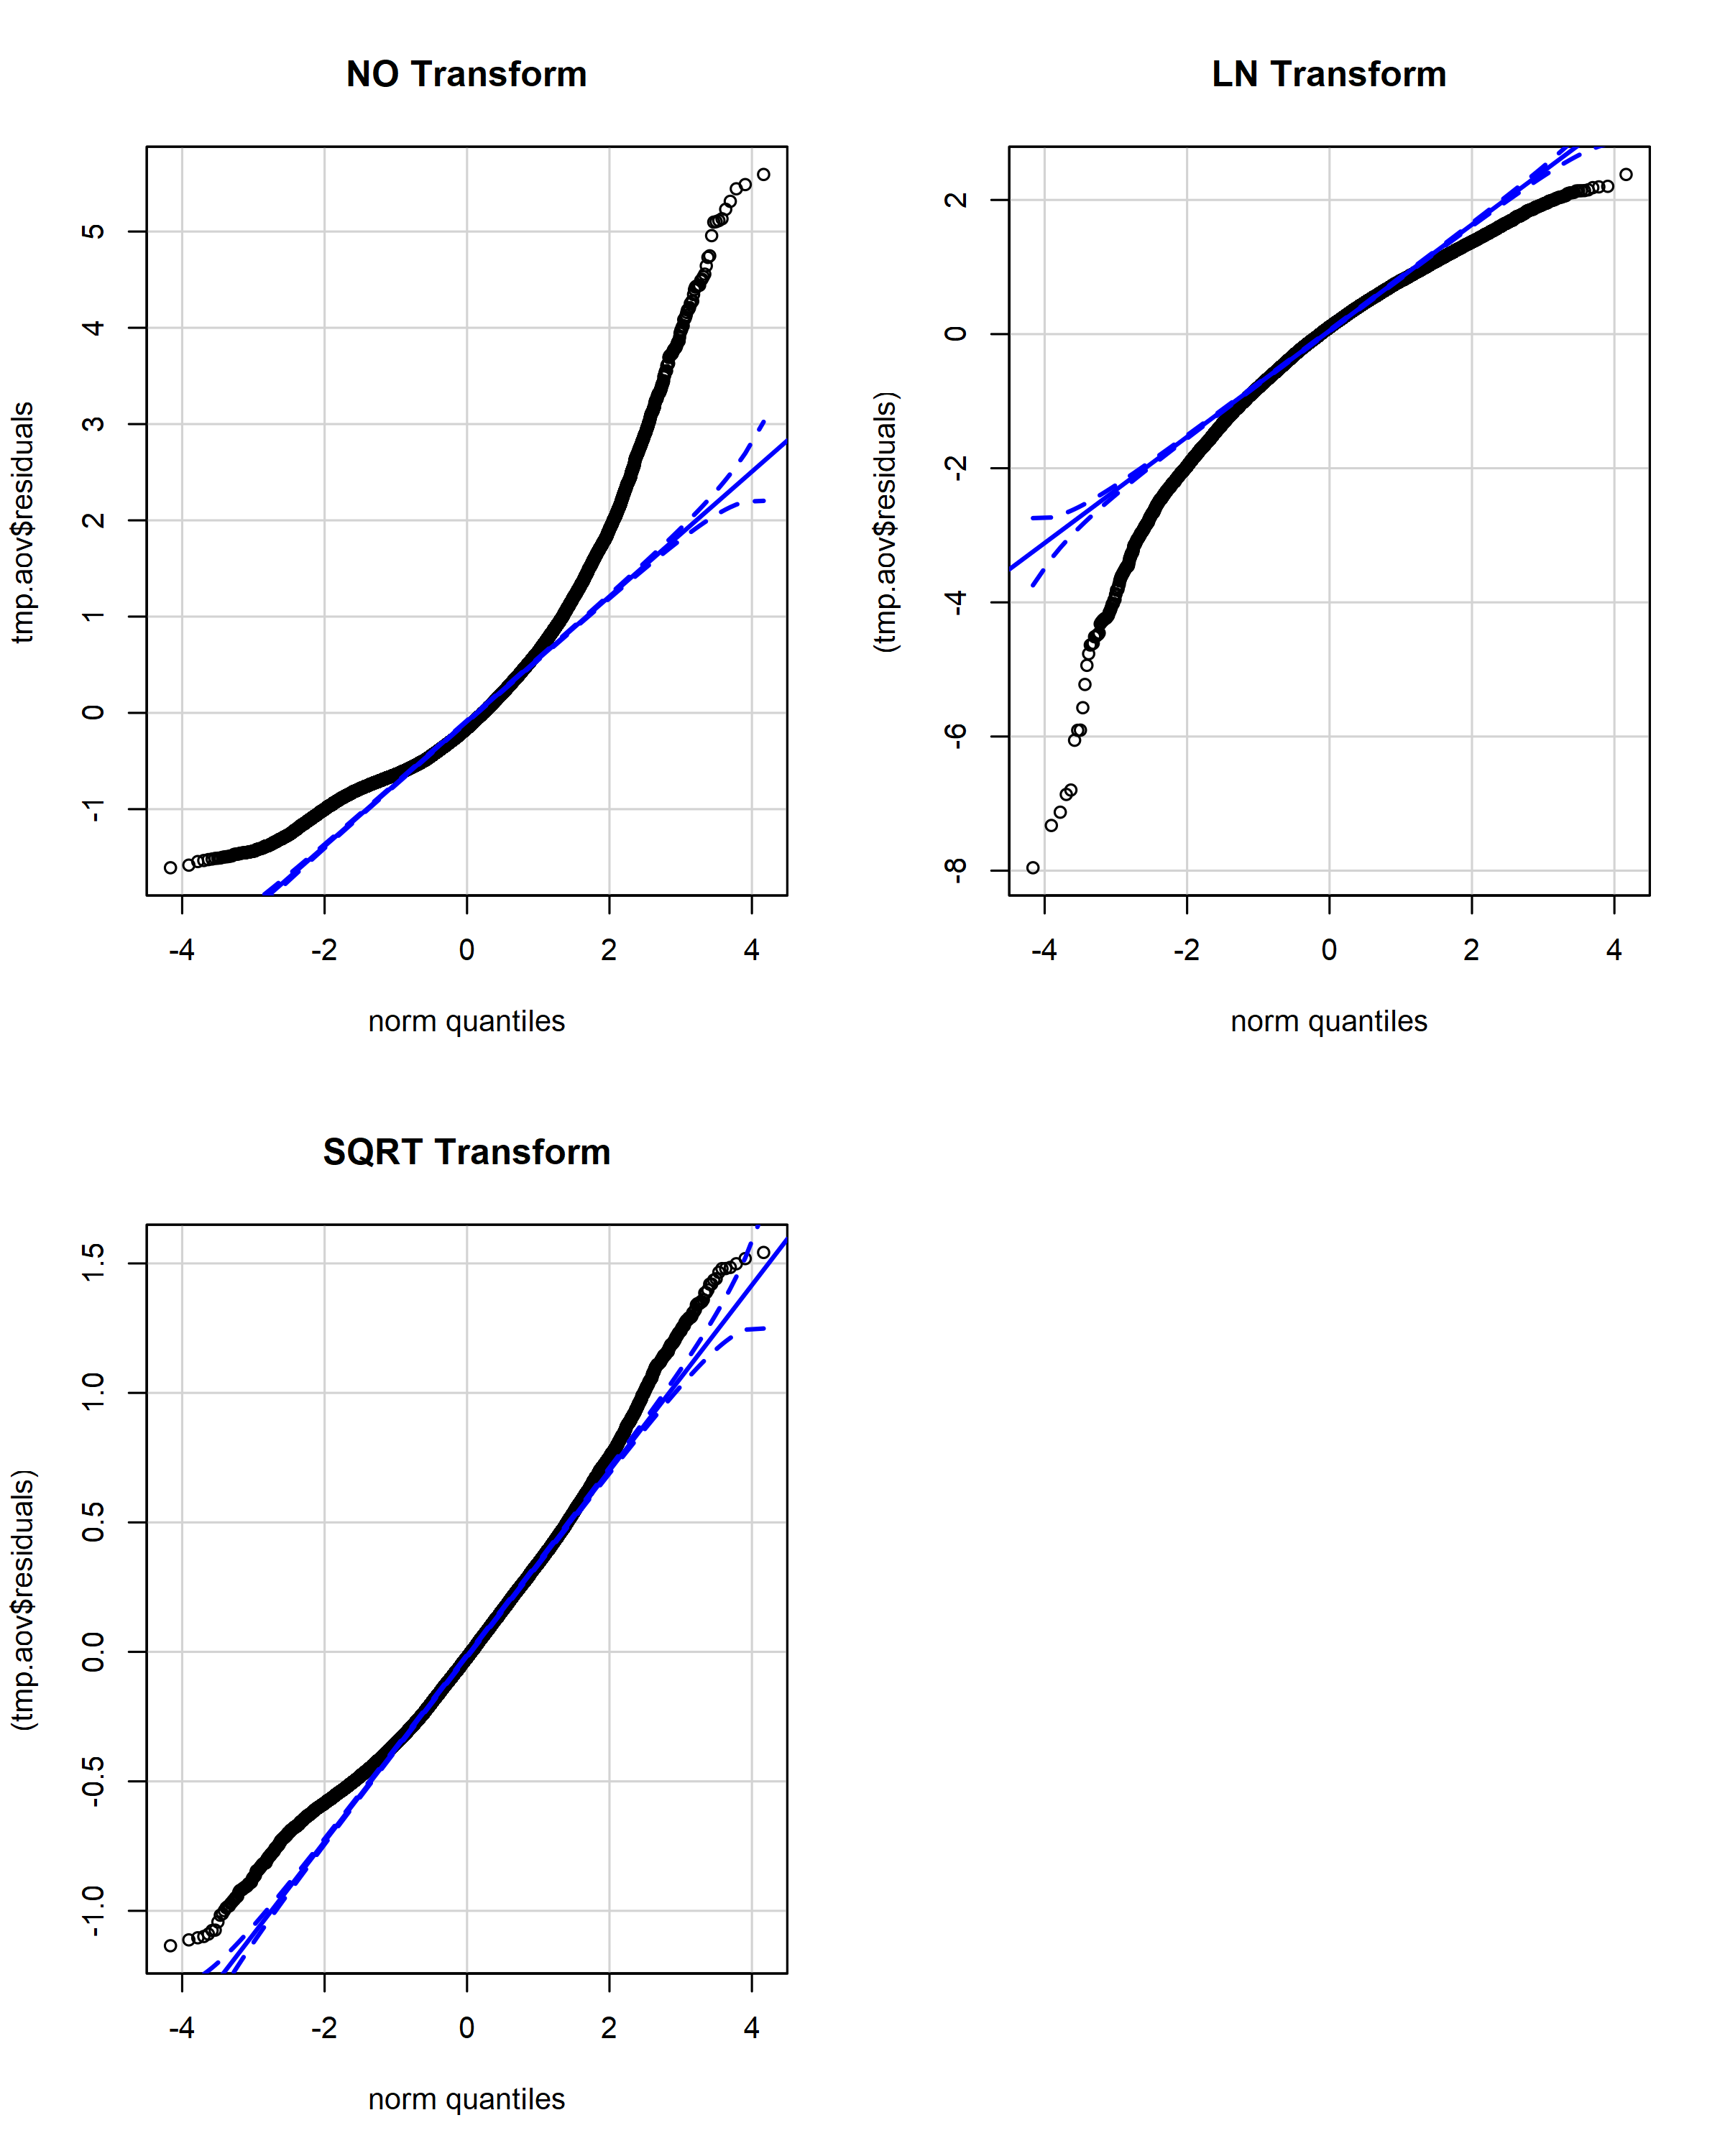 NO Transform
tmp.aov$residuals
5
4
3
2
1
0
-1
-4 -2 0 2 4
norm quantiles
LN Transform
(tmp.aov$residuals)
2
0
-2
-4
-6
-8
-4 -2 0 2 4
norm quantiles
SQRT Transform
(tmp.aov$residuals)
1.5
1.0
0.5
0.0
-0.5
-1.0
-4 -2 0 2 4
norm quantiles